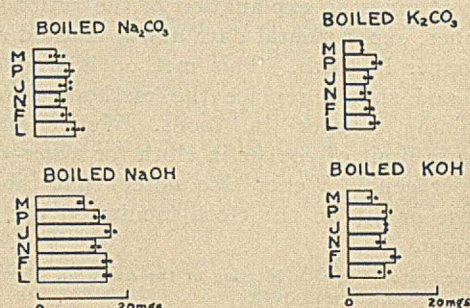 BOILED Na₂CO₃
M
P
J
N
F
L
BOILED K₂CO₃
M
P
J
N
F
L
BOILED NaOH
M
P
J
N
F
L
0 20mgs
BOILED KOH
M
P
J
N
F
L
0 20mgs